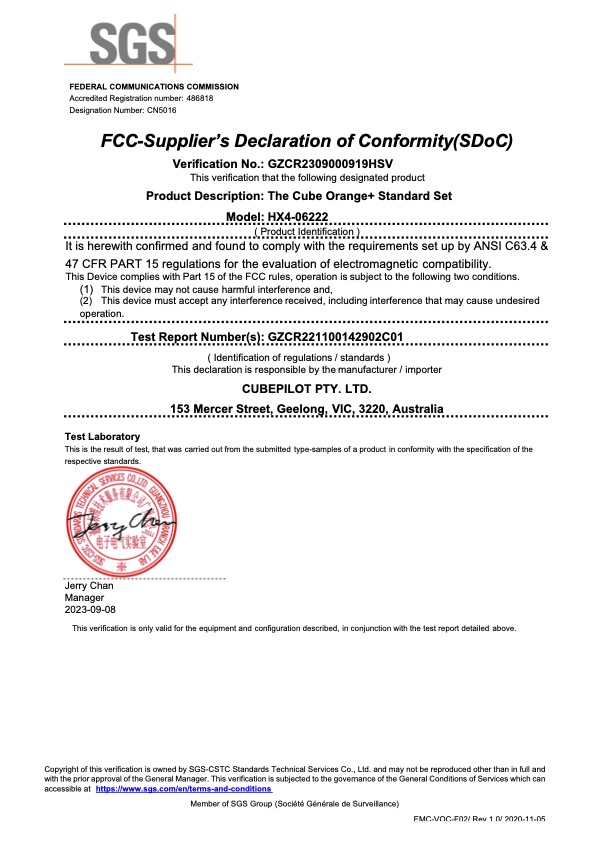 SGS
FEDERAL COMMUNICATIONS COMMISSION
Accredited Registration number: 486818
Designation Number: CN5016
FCC-Supplier's Declaration of Conformity(SDoC)
Verification No.: GZCR2309000919HSV
This verification that the following designated product
Product Description: The Cube Orange+ Standard Set
Model: HX4-06222
( Product Identification )
It is herewith confirmed and found to comply with the requirements set up by ANSI C63.4 &
47 CFR PART 15 regulations for the evaluation of electromagnetic compatibility.
This Device complies with Part 15 of the FCC rules, operation is subject to the following two conditions.
(1) This device may not cause harmful interference and,
(2) This device must accept any interference received, including interference that may cause undesired
operation.
Test Report Number(s): GZCR221100142902C01
( Identification of regulations / standards )
This declaration is responsible by the manufacturer / importer
CUBEPILOT PTY. LTD.
153 Mercer Street, Geelong, VIC, 3220, Australia
Test Laboratory
This is the result of test, that was carried out from the submitted type-samples of a product in conformity with the specification of the
respective standards.
Jerry Chan
电子电气实验室
Jerry Chan
Manager
2023-09-08
This verification is only valid for the equipment and configuration described, in conjunction with the test report detailed above.
Copyright of this verification is owned by SGS-CSTC Standards Technical Services Co., Ltd. and may not be reproduced other than in full and
with the prior approval of the General Manager. This verification is subjected to the governance of the General Conditions of Services which can
accessible at https://www.sgs.com/en/terms-and-conditions
Member of SGS Group (Société Générale de Surveillance)
EMC-VOC-F02/ Rev 1.0/ 2020-11-05